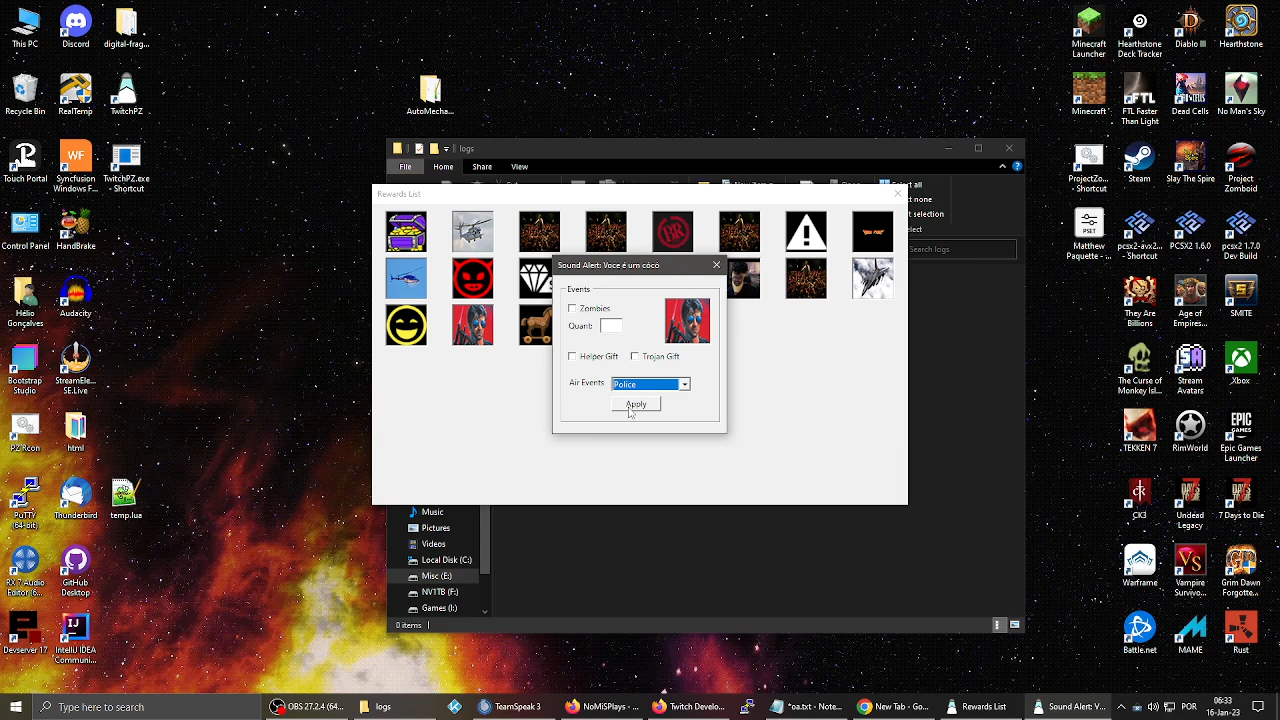 This PC
Discord
digital-frag...
Recycle Bin
RealTemp
TwitchPZ
AutoMecha...
Touch Portal
Syncfusion
Windows F...
TwitchPZ.exe
- Shortcut
Control Panel
HandBrake
Helio
Gonçalves
Audacity
Bootstrap
Studio
StreamEle...
SE.Live
PZ Rcon
html
PuTTY
(64-bit)
Thunderbird
temp.lua
RX 7 Audio
Editor (6...
GitHub
Desktop
Deserver 17
IntelliJ IDEA
Commun...
Minecraft
Launcher
Hearthstone
Deck Tracker
Diablo III
Hearthstone
Minecraft
FTL Faster
Than Light
Dead Cells
No Man's Sky
ProjectZo...
- Shortcut
Steam
Slay The Spire
Project
Zomboid
PSET
Matthew
Paypette...
pcsx2-avx2...
PCSX2 1.6.0
pcsx2 1.7.0
Dev Build
They Are
Billions
Age of
Empires...
SMITE
The Curse of
Monkey Isl...
Stream
Avatars
Xbox
TEKKEN 7
RimWorld
Epic Games
Launcher
CK3
Undead
Legacy
7 Days to Die
Warframe
Vampire
Survivo...
Grim Dawn
Forgotte...
Battle.net
MAME
Rust
logs
File
Home
Share
View
Search logs
Music
Pictures
Videos
Local Disk (C:)
Misc (E:)
NV1TB (F:)
Games (I:)
0 items
Rewards List
BR
Sound Alert: Voce é um cócó
Events
Zombies
Quant:
Helper Gift
Trojan Gift
Air Events
Police
Apply
Type here to search
OBS 27.2.4 (64...
logs
TeamSpeak 3
NoMiSPlays - ...
Twitch Develo...
*oa.txt - Note...
New Tab - Goo...
Rewards List
Sound Alert: V...
POR
06:33
16-Jan-23